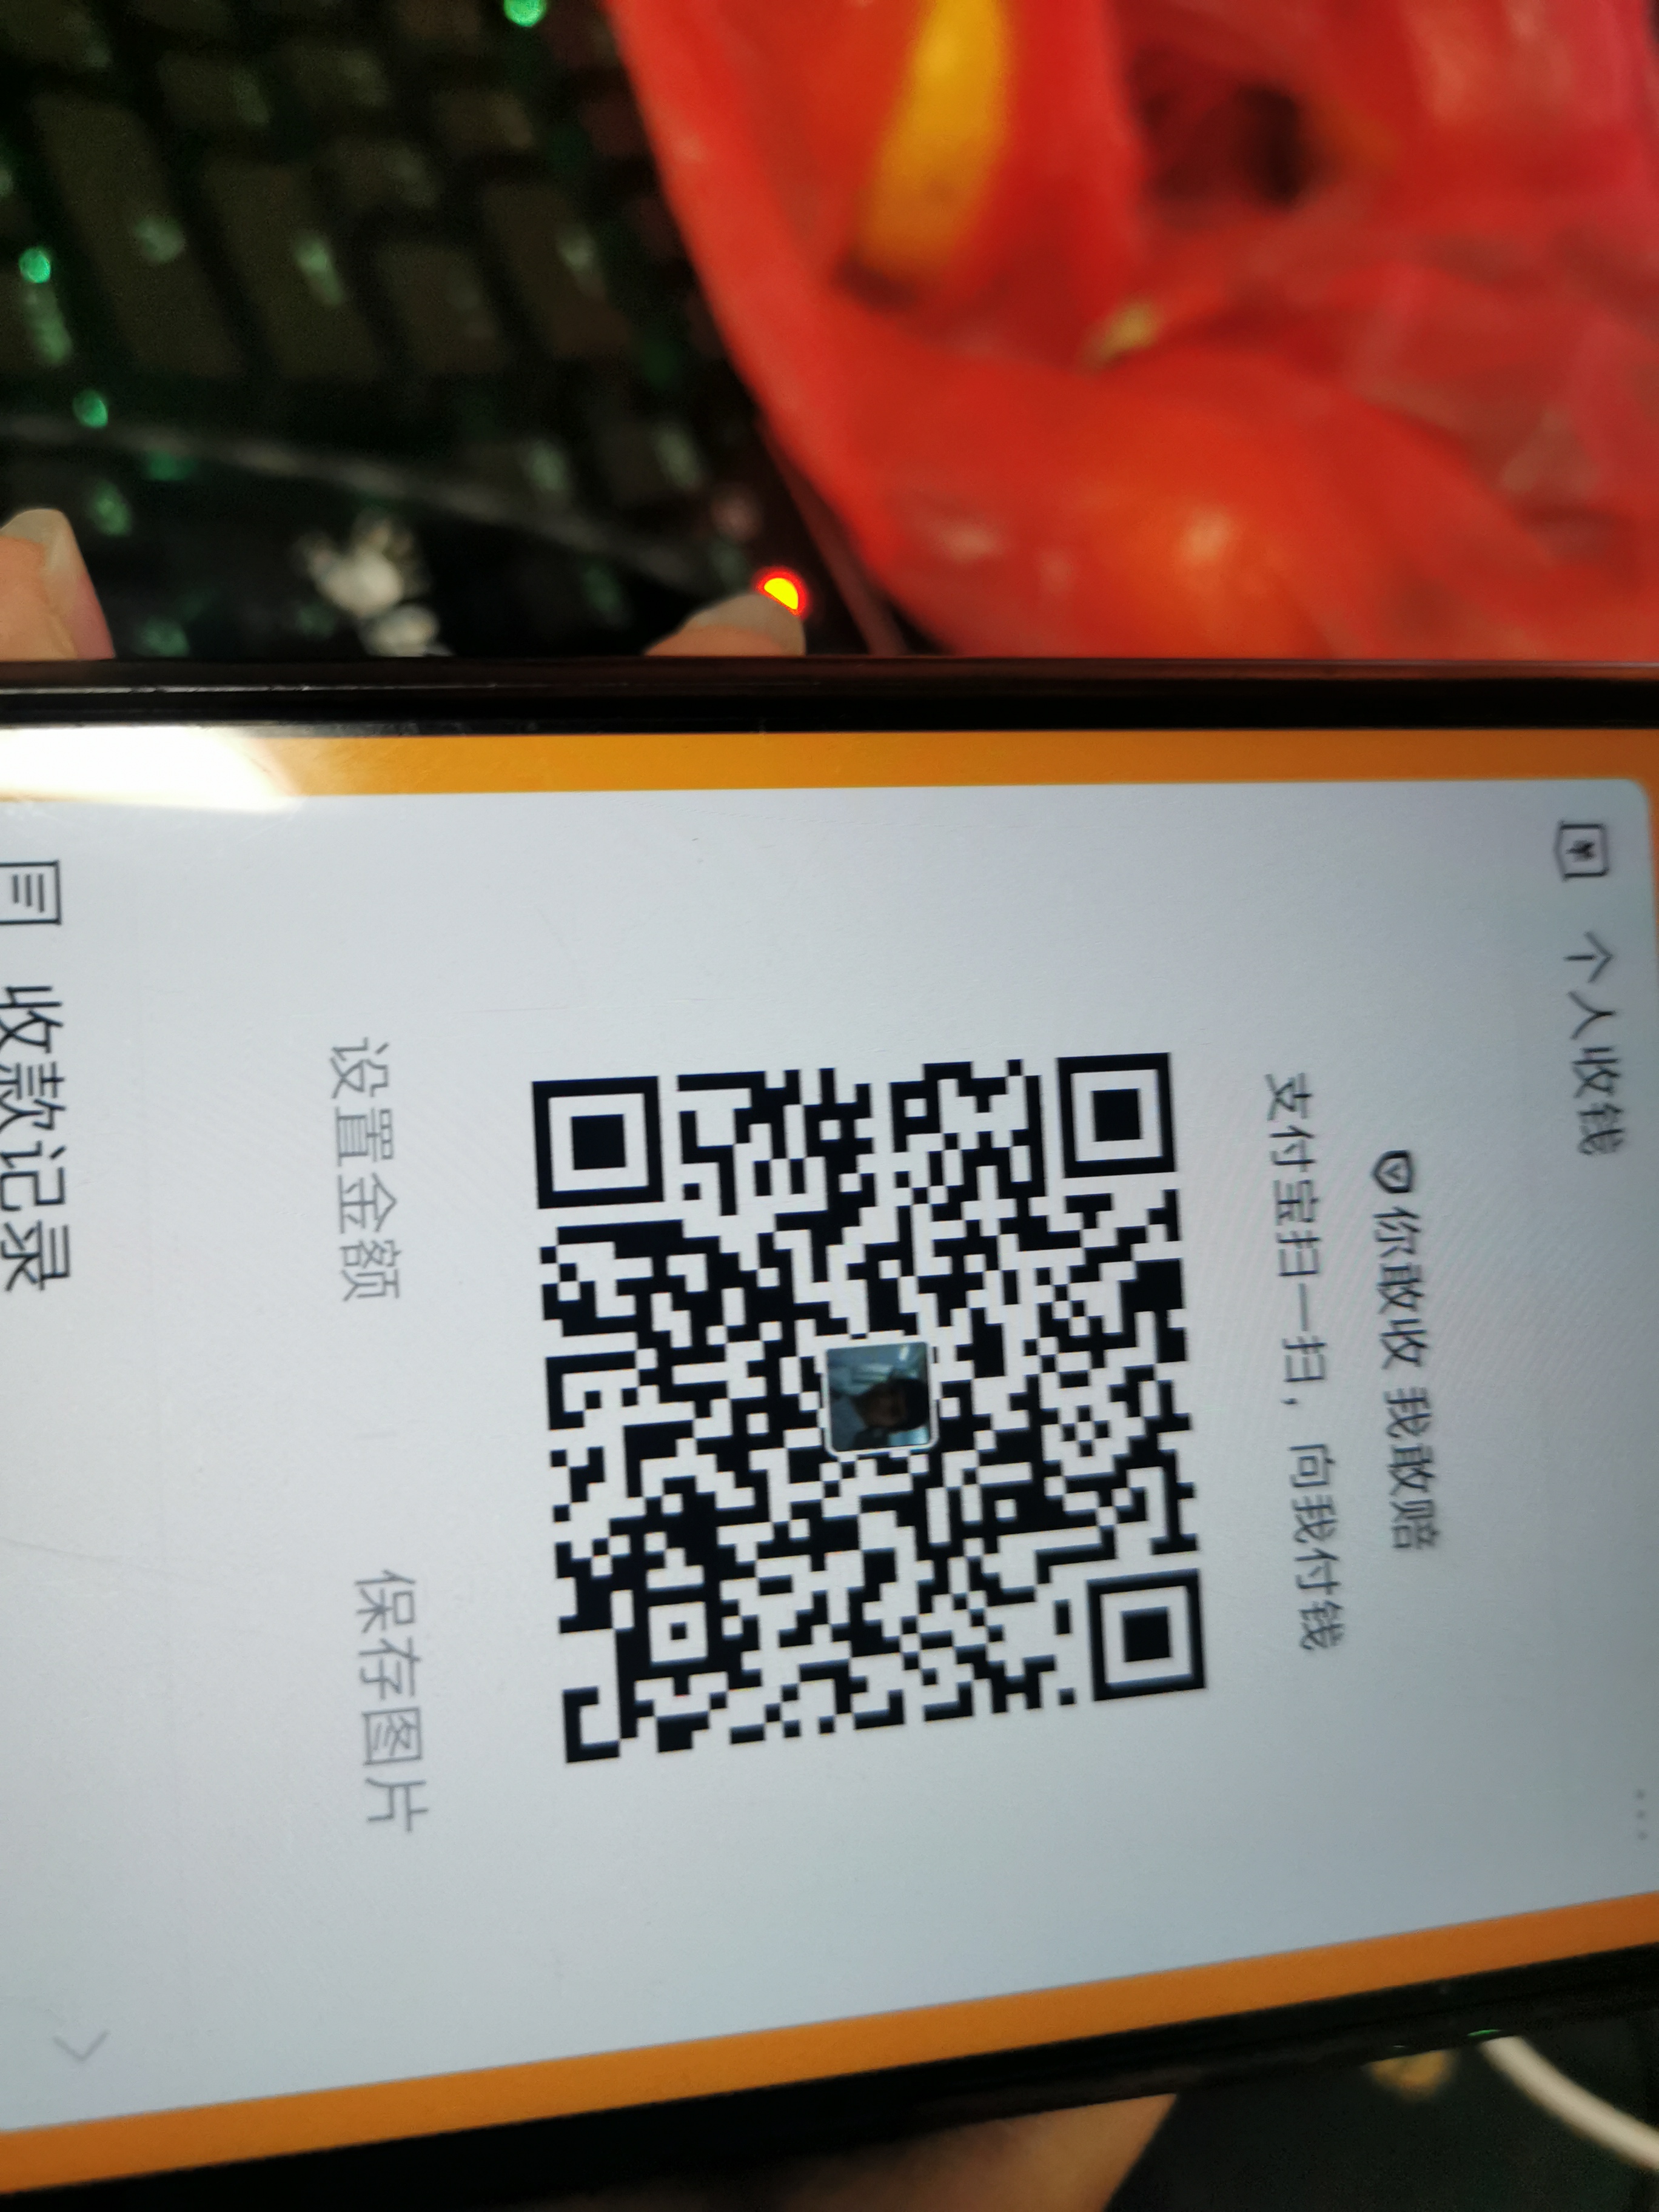 个人收钱
你敢收 我敢赔
支付宝扫一扫，向我付钱
设置金额 | 保存图片
收款记录